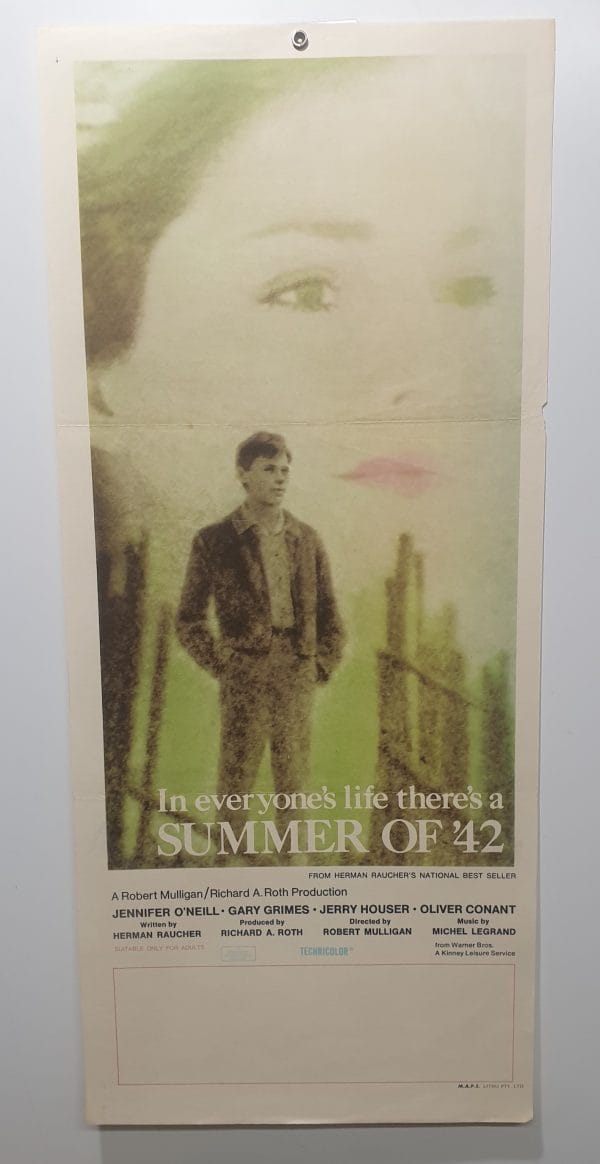 In everyone's life there's a
SUMMER OF '42
FROM HERMAN RAUCHER'S NATIONAL BEST SELLER
A Robert Mulligan/Richard A. Roth Production
JENNIFER O'NEILL • GARY GRIMES • JERRY HOUSER • OLIVER CONANT
Written by HERMAN RAUCHER
Produced by RICHARD A. ROTH
Directed by ROBERT MULLIGAN
Music by MICHEL LEGRAND
SUITABLE ONLY FOR ADULTS
TECHNICOLOR®
from Warner Bros.
A Kinney Leisure Service
M.A.P.S. LITHO PTY. LTD